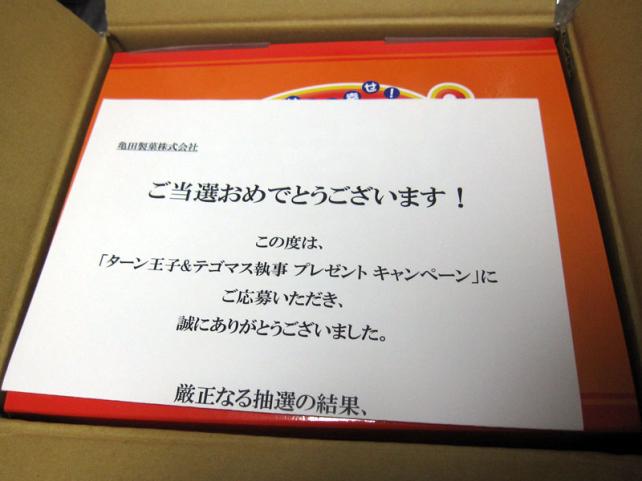 せ!
亀田製菓株式会社
ご当選おめでとうございます!
この度は、
「ターン王子&テゴマス執事 プレゼント キャンペーン」に
ご応募いただき、
誠にありがとうございました。
厳正なる抽選の結果、